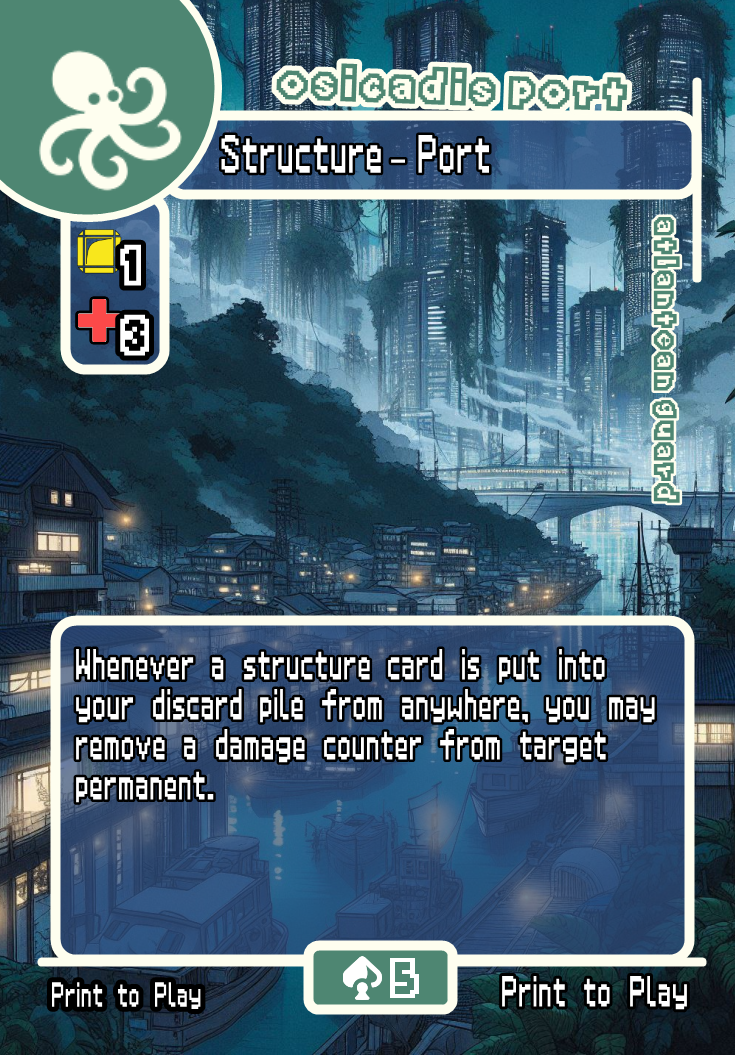 osicadis port
Structure - Port
1
3
atlantean guard
Whenever a structure card is put into
your discard pile from anywhere, you may
remove a damage counter from target
permanent.
5
Print to Play
Print to Play